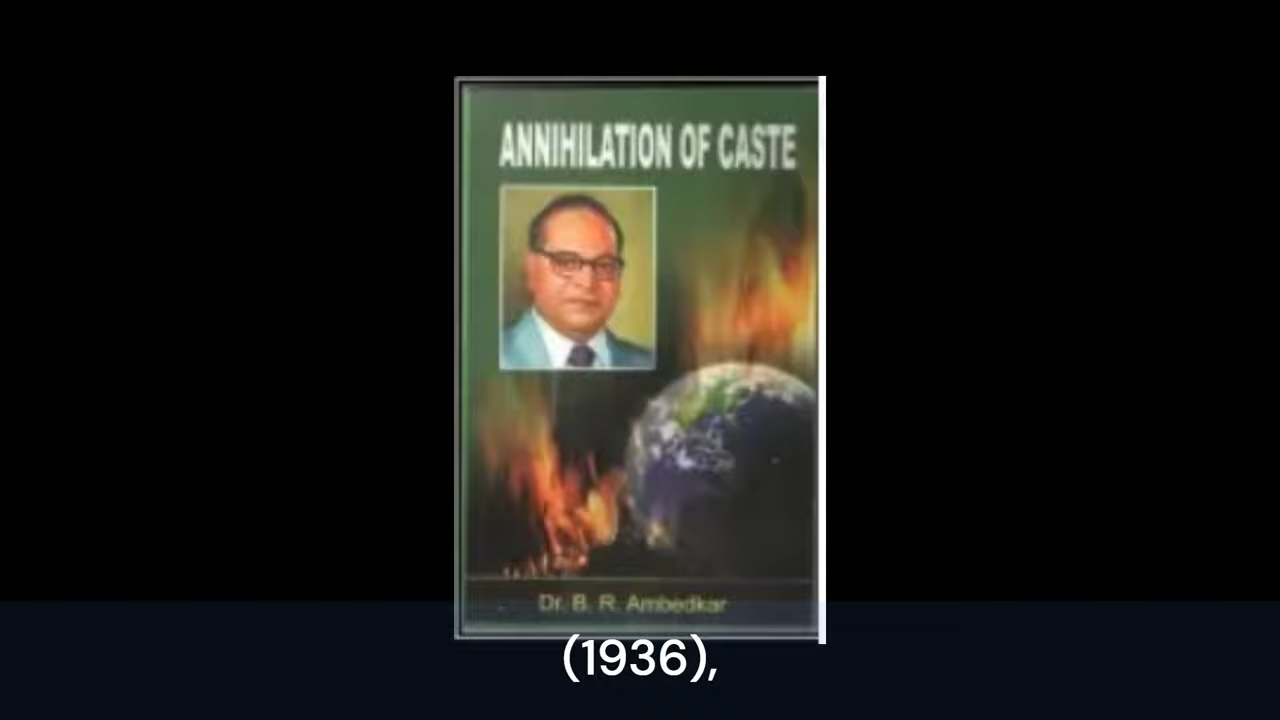 ANNIHILATION OF CASTE
Dr. B. R. Ambedkar
(1936),